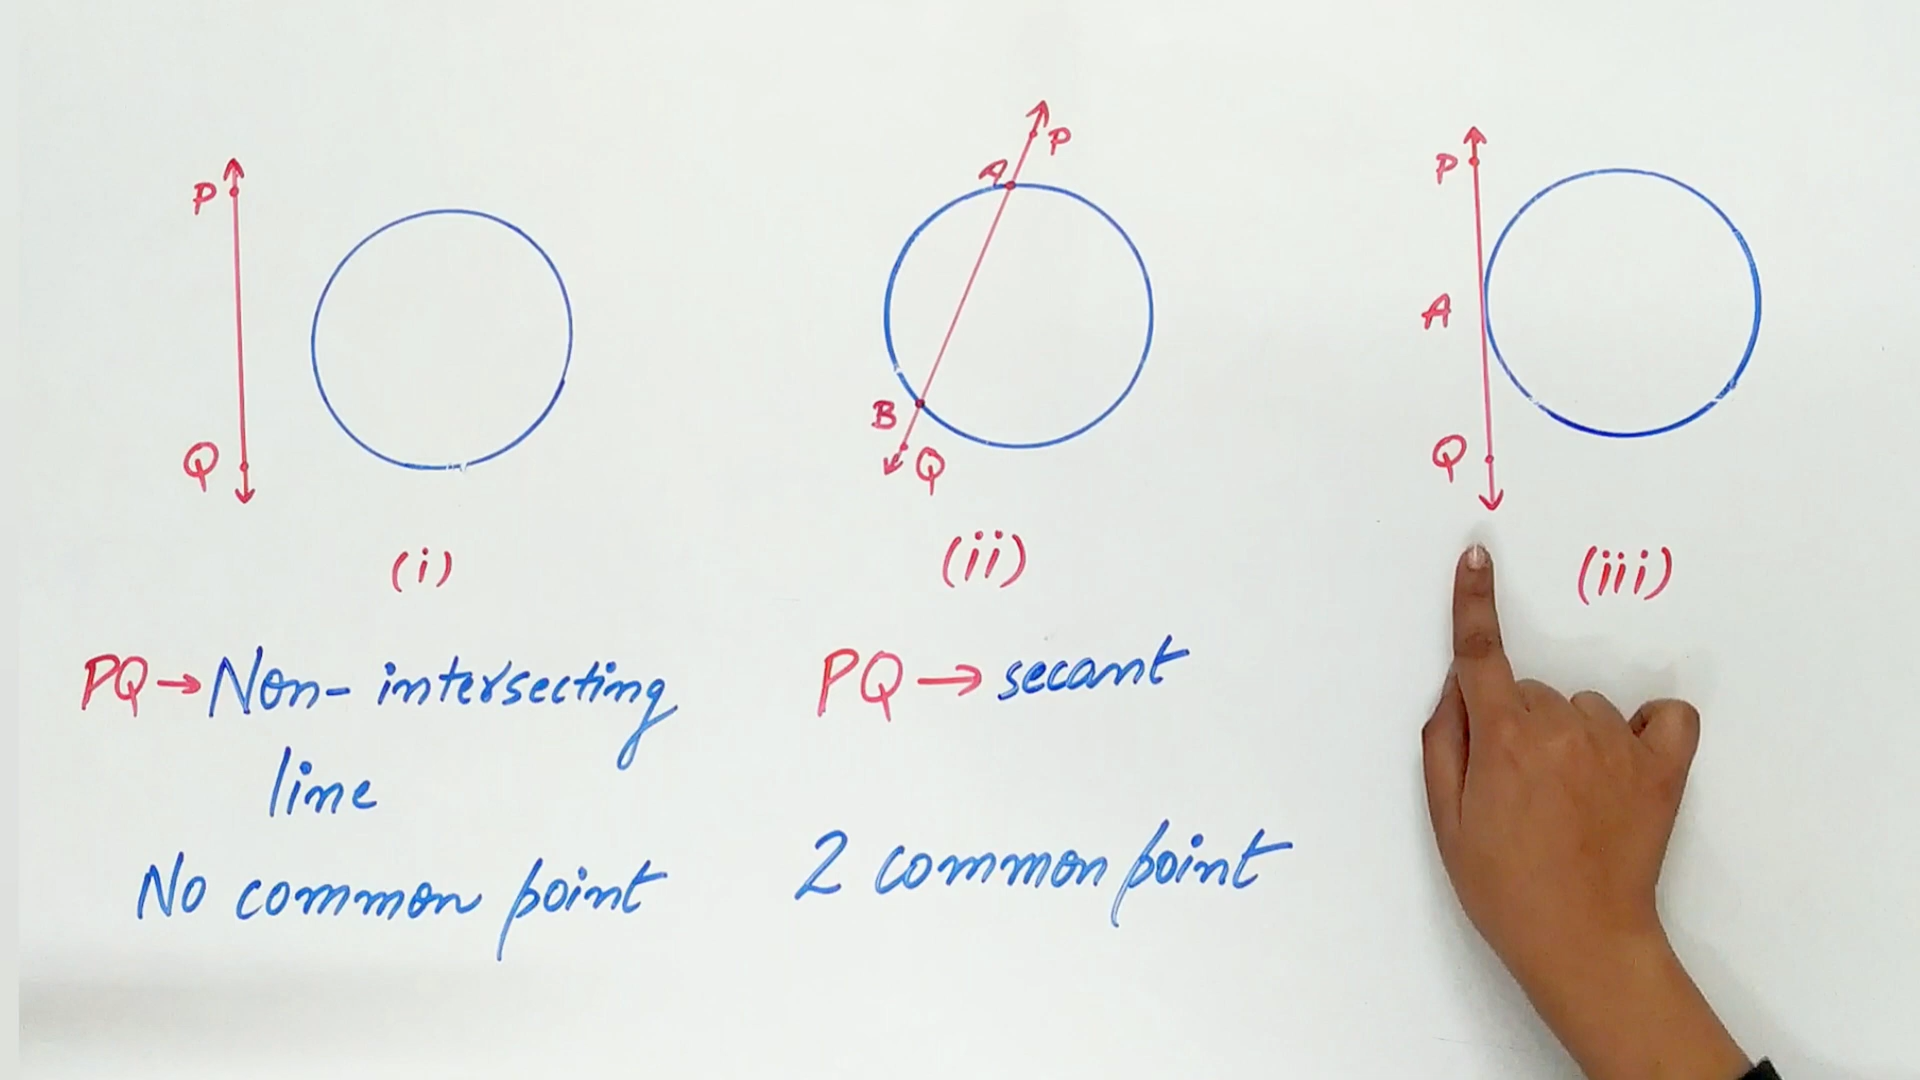 P
Q
(i)
PQ → Non-intersecting
line
No common point
P
A
B
Q
(ii)
PQ → secant
2 common point
P
A
Q
(iii)